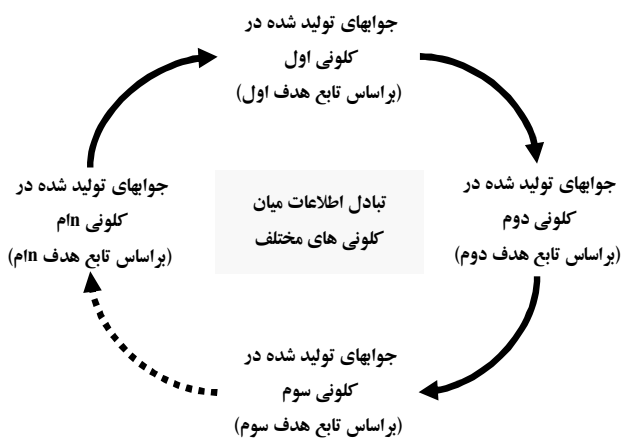 جوابهای تولید شده در
کلونی اول
(براساس تابع هدف اول)
جوابهای تولید شده در
کلونی دوم
(براساس تابع هدف دوم)
تبادل اطلاعات میان
کلونی های مختلف
جوابهای تولید شده در
کلونی nام
(براساس تابع هدف nام)
جوابهای تولید شده در
کلونی سوم
(براساس تابع هدف سوم)